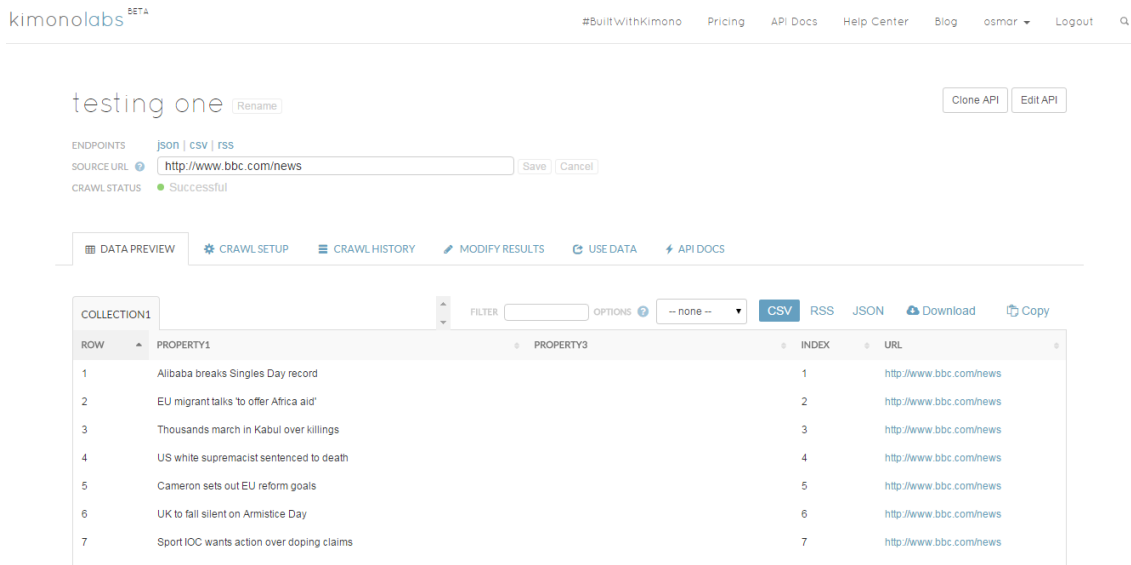 kimonolabs BETA #BuiltWithKimono Pricing API Docs Help Center Blog osmar Logout
testing one Rename Clone API Edit API
ENDPOINTS json | csv | rss
SOURCE URL ? http://www.bbc.com/news Save Cancel
CRAWL STATUS Successful
DATA PREVIEW CRAWL SETUP CRAWL HISTORY MODIFY RESULTS USE DATA API DOCS
COLLECTION1 FILTER OPTIONS ? -- none -- CSV RSS JSON Download Copy
ROW PROPERTY1 PROPERTY3 INDEX URL
1 Alibaba breaks Singles Day record 1 http://www.bbc.com/news
2 EU migrant talks 'to offer Africa aid' 2 http://www.bbc.com/news
3 Thousands march in Kabul over killings 3 http://www.bbc.com/news
4 US white supremacist sentenced to death 4 http://www.bbc.com/news
5 Cameron sets out EU reform goals 5 http://www.bbc.com/news
6 UK to fall silent on Armistice Day 6 http://www.bbc.com/news
7 Sport IOC wants action over doping claims 7 http://www.bbc.com/news